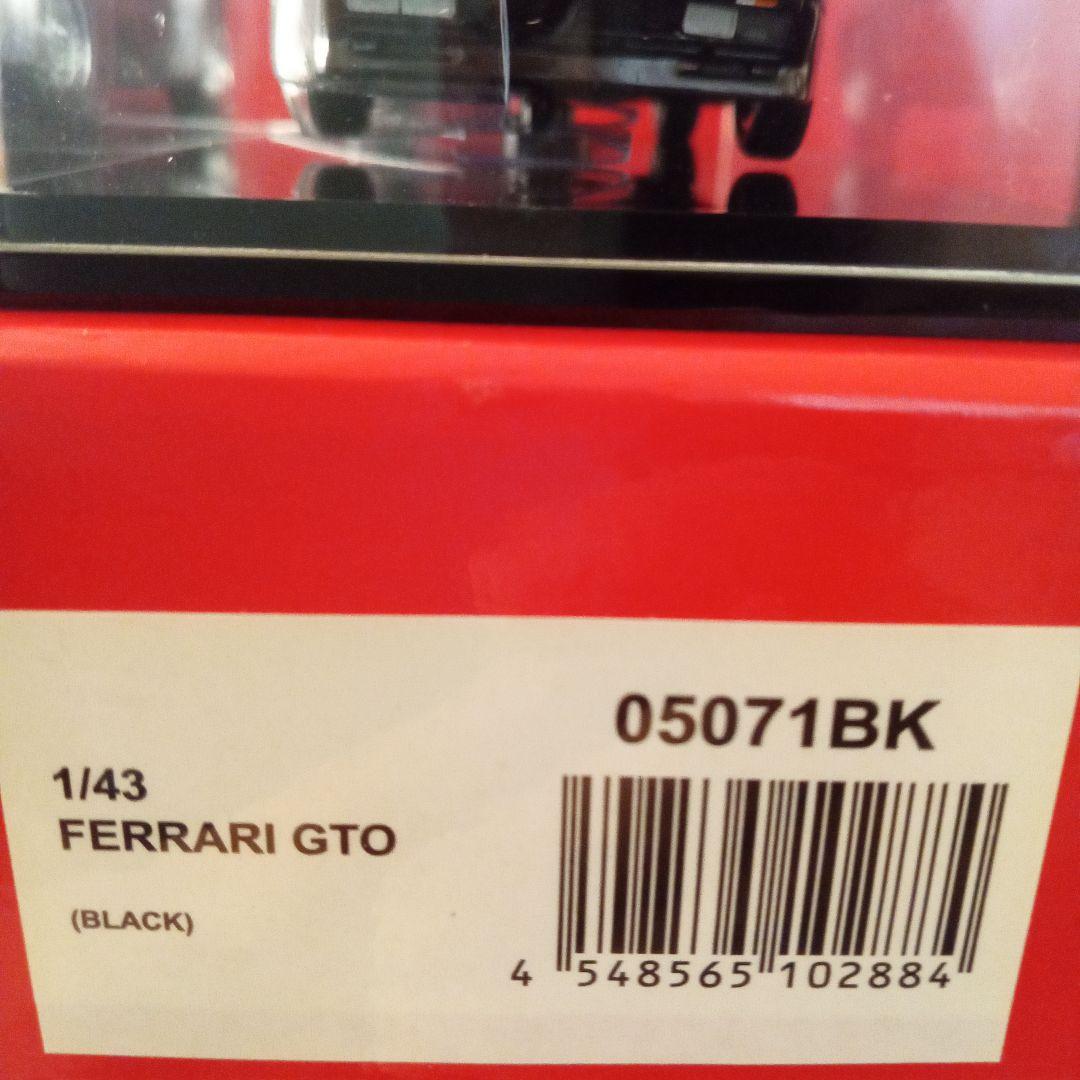 05071BK
1/43
FERRARI GTO
(BLACK)
4 548565 102884